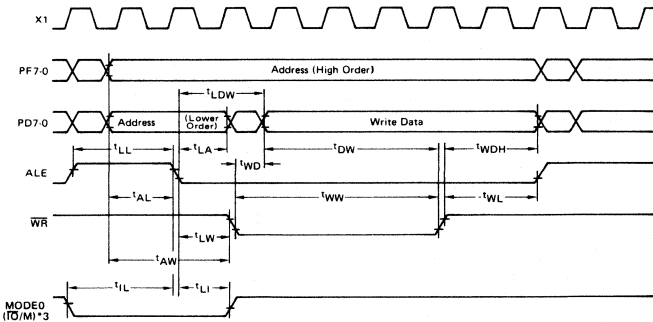 X1
PF7-0
Address (High Order)
tLDW
PD7-0
Address
(Lower
Order)
Write Data
tLL
tLA
tWD
tDW
tWDH
ALE
tAL
tWW
tWL
WR
tLW
tAW
tIL
tLI
MODE0
(IO/M)*3